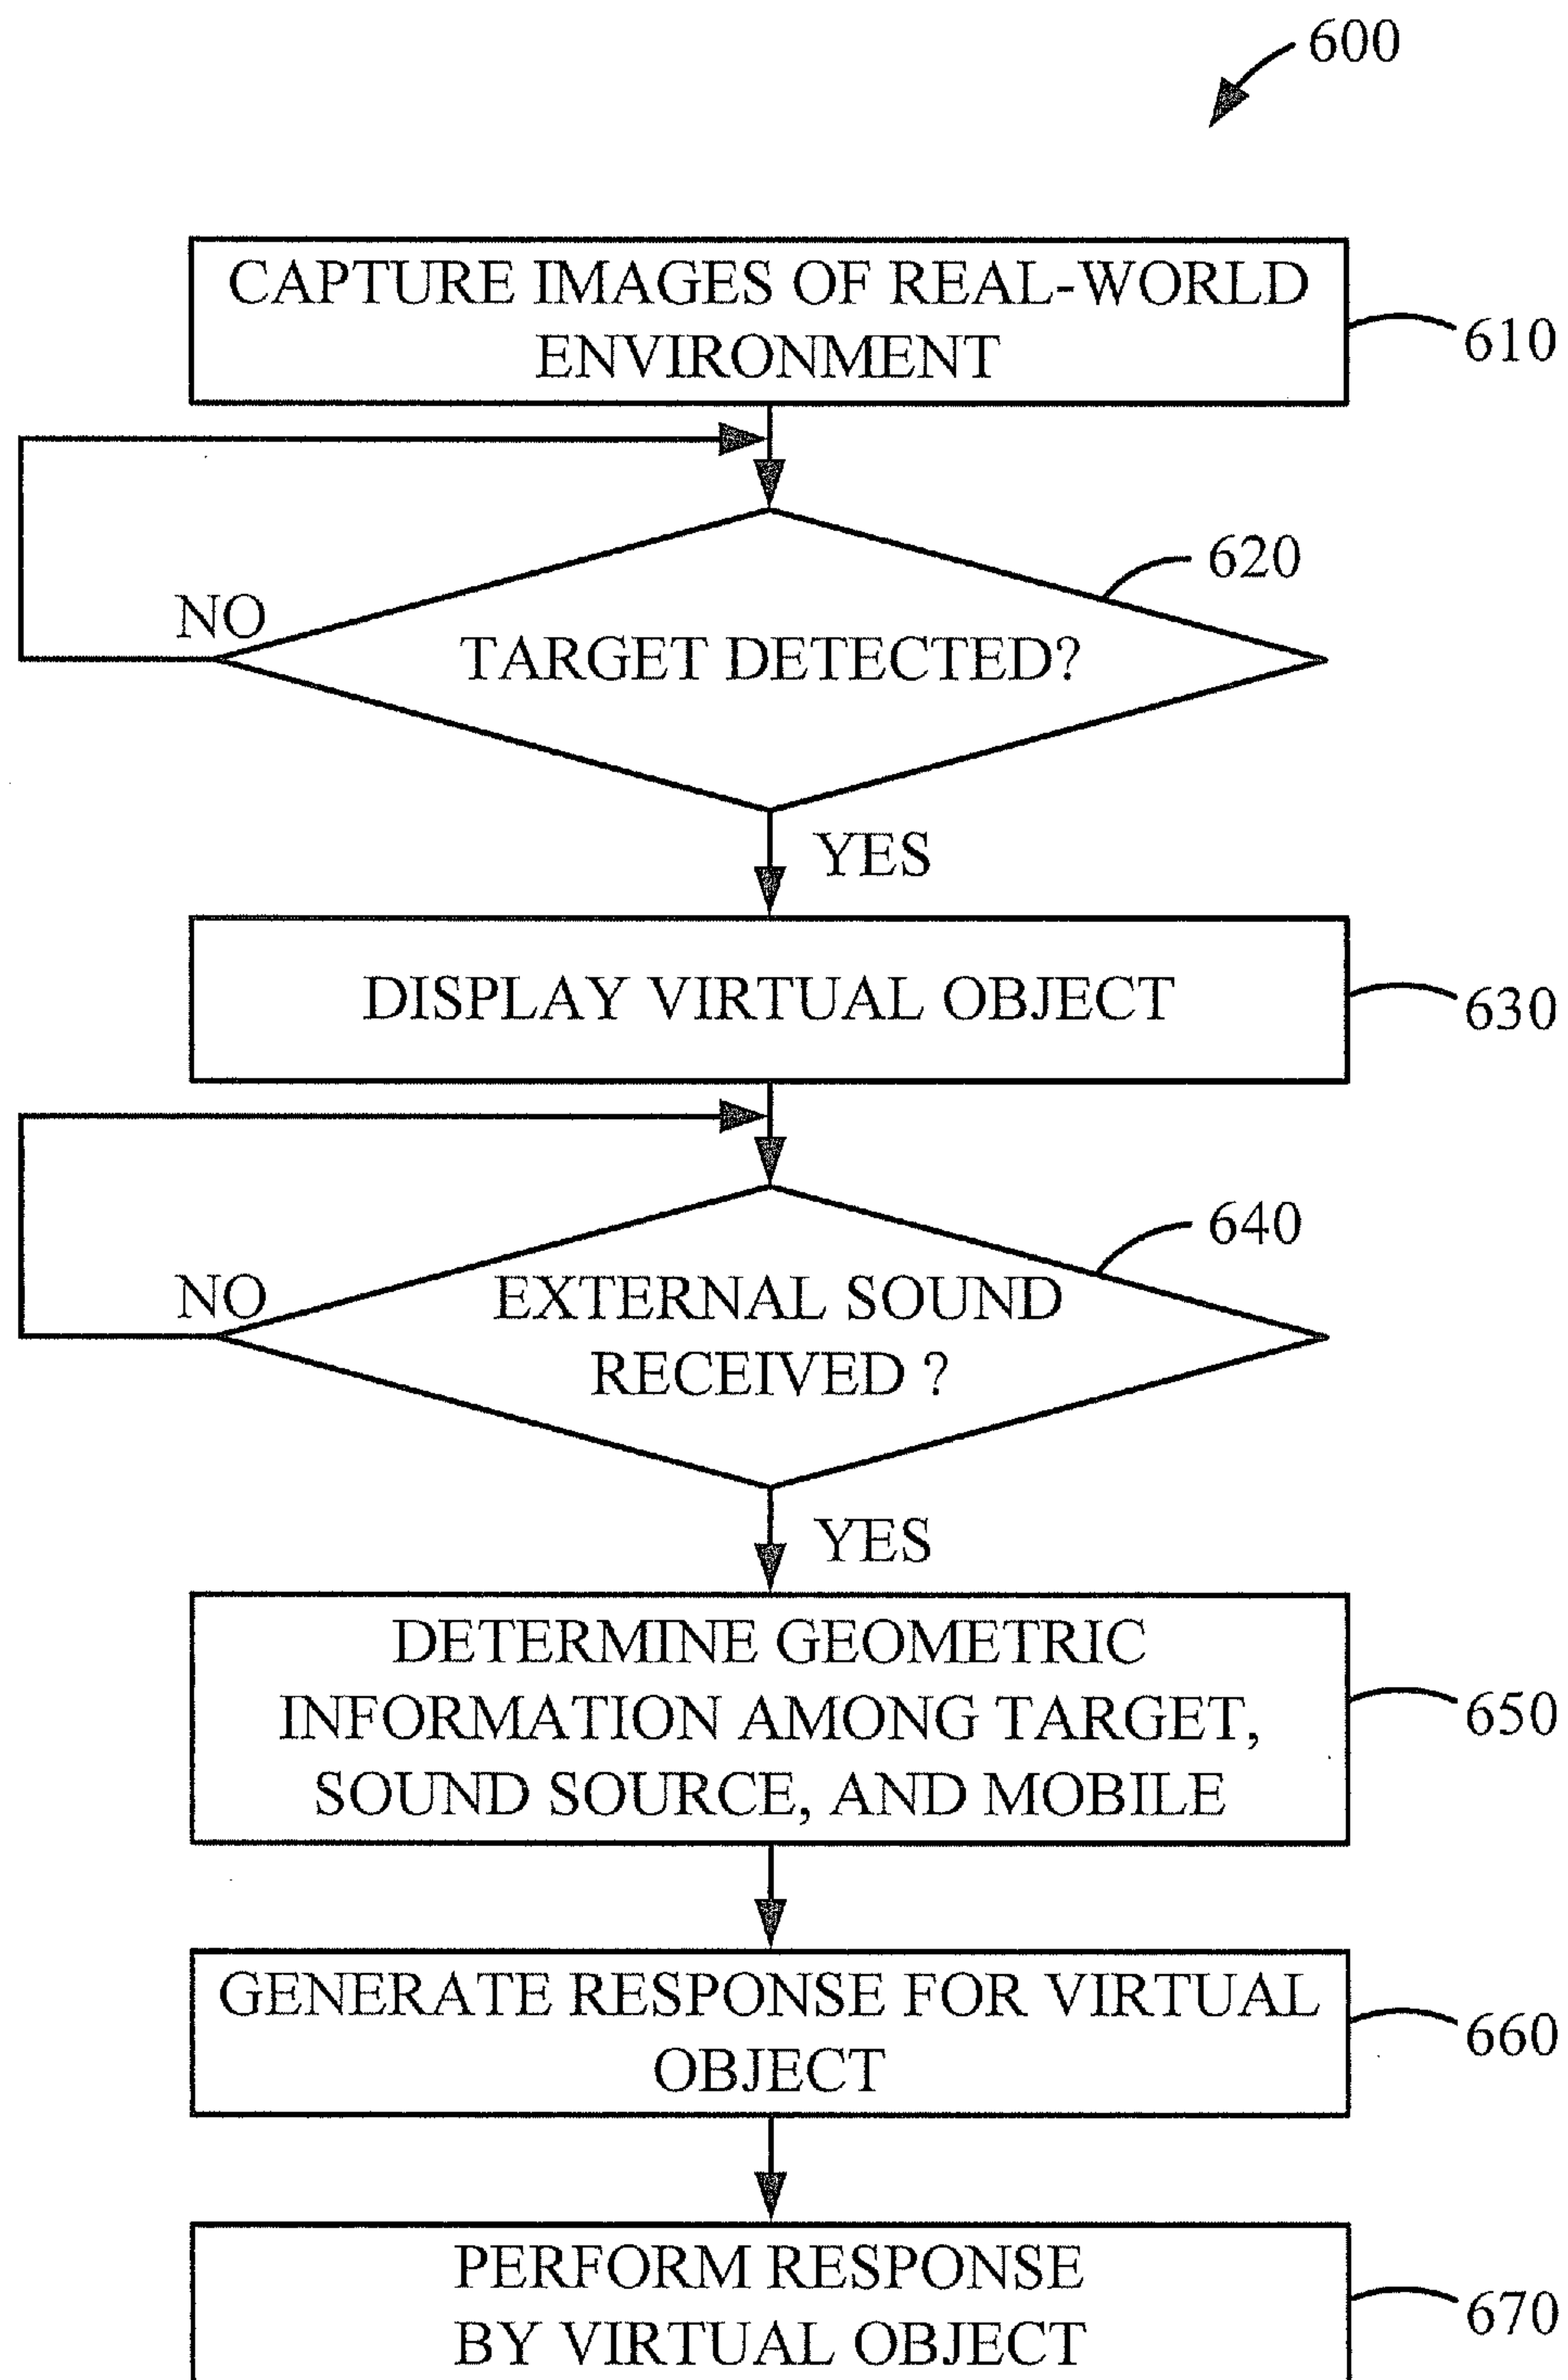 600
CAPTURE IMAGES OF REAL-WORLD
ENVIRONMENT
610
620
NO
TARGET DETECTED?
YES
DISPLAY VIRTUAL OBJECT
630
640
NO
EXTERNAL SOUND
RECEIVED ?
YES
DETERMINE GEOMETRIC
INFORMATION AMONG TARGET,
SOUND SOURCE, AND MOBILE
650
GENERATE RESPONSE FOR VIRTUAL
OBJECT
660
PERFORM RESPONSE
BY VIRTUAL OBJECT
670